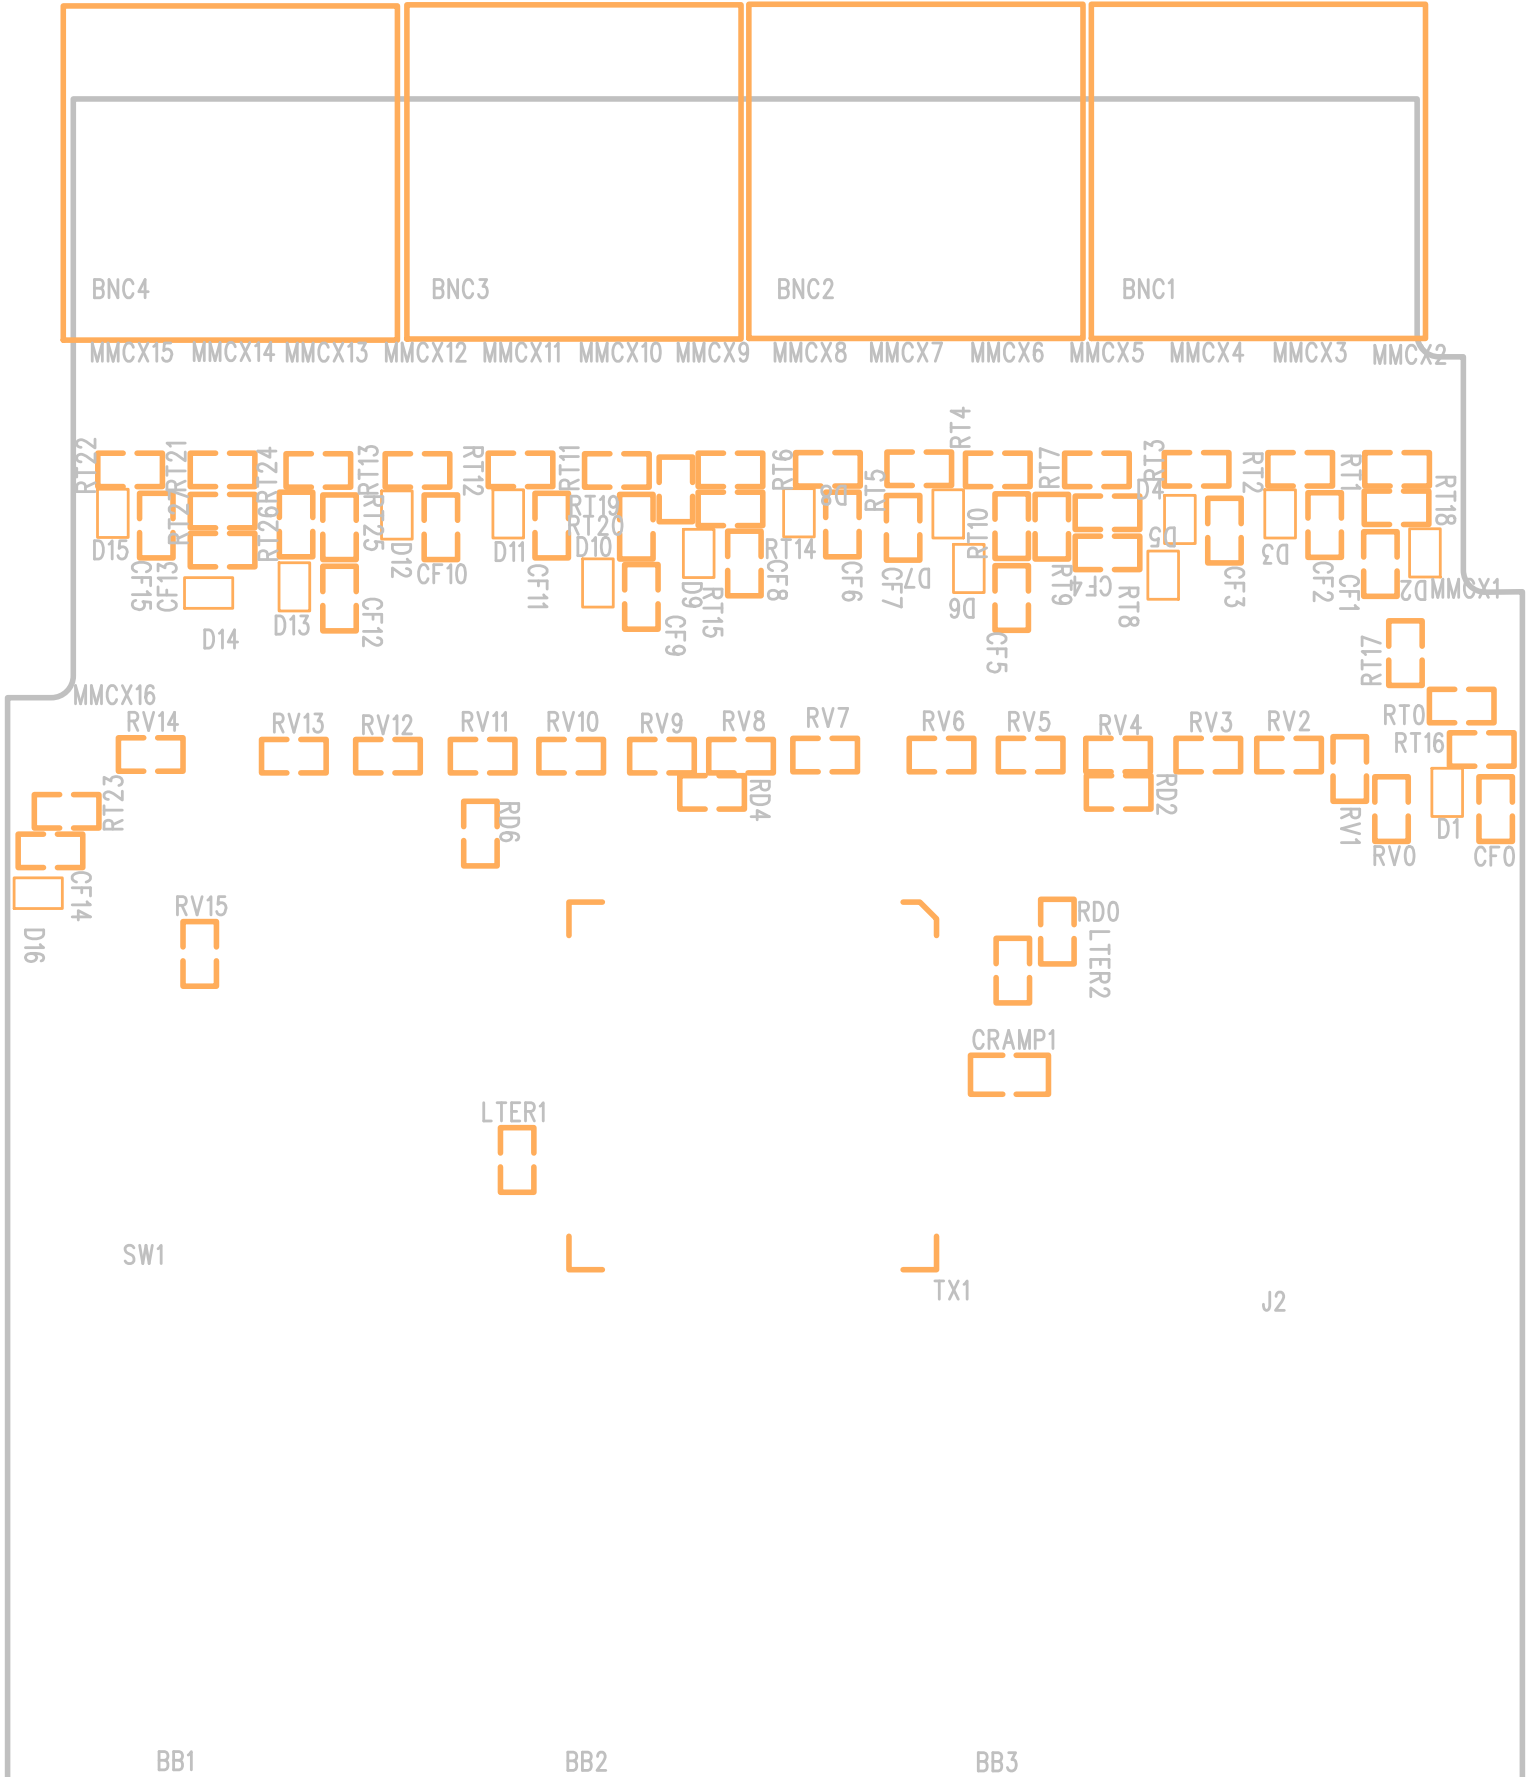 BNC4 BNC3 BNC2 BNC1
MMCX15 MMCX14 MMCX13 MMCX12 MMCX11 MMCX10 MMCX9 MMCX8 MMCX7 MMCX6 MMCX5 MMCX4 MMCX3 MMCX2
RT22 RT21 RT24 RT13 RT12 RT11 RT6 RT5 RT4 RT7 RT3 RT2 RT1 RT18
RT27 RT26 RT25 RT19 D8 RT10 D4
RT20
D15 D12 D11 D10 RT14 D5 D3
CF15 CF13 CF10 CF11 D9 RT15 CF8 CF6 CF7 D7 D6 RT9 CF4 RT8 CF3 CF2 CF1 D2 MMCX1
D14 D13 CF12 CF9 CF5 RT17
MMCX16
RV14 RV13 RV12 RV11 RV10 RV9 RV8 RV7 RV6 RV5 RV4 RV3 RV2 RT0
RT16
RT23 RD6 RD4 RD2 RV1 RV0 D1 CF0
CF14
RV15 RD0
D16 LTER2
CRAMP1
LTER1
SW1
TX1 J2
BB1 BB2 BB3